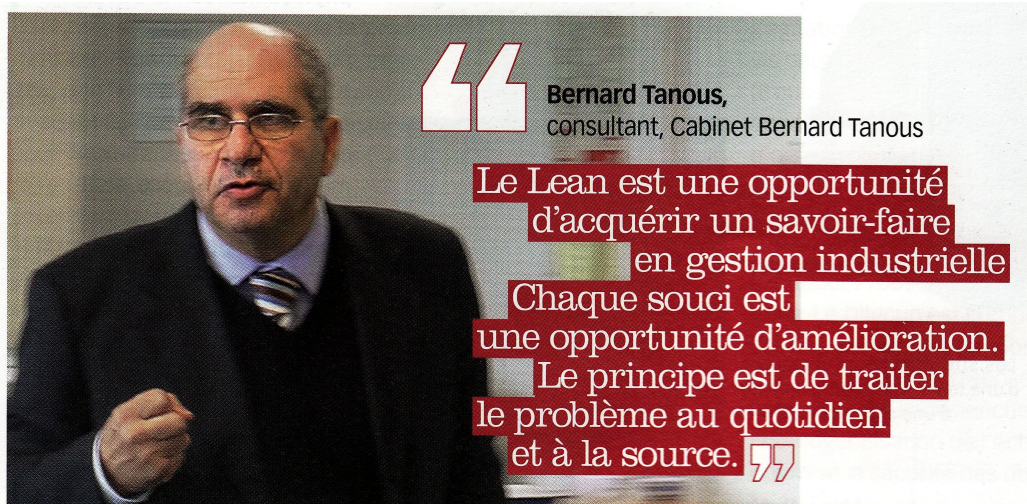 Bernard Tanous,
consultant, Cabinet Bernard Tanous
Le Lean est une opportunité
d'acquérir un savoir-faire
en gestion industrielle
Chaque souci est
une opportunité d'amélioration.
Le principe est de traiter
le problème au quotidien
et à la source.